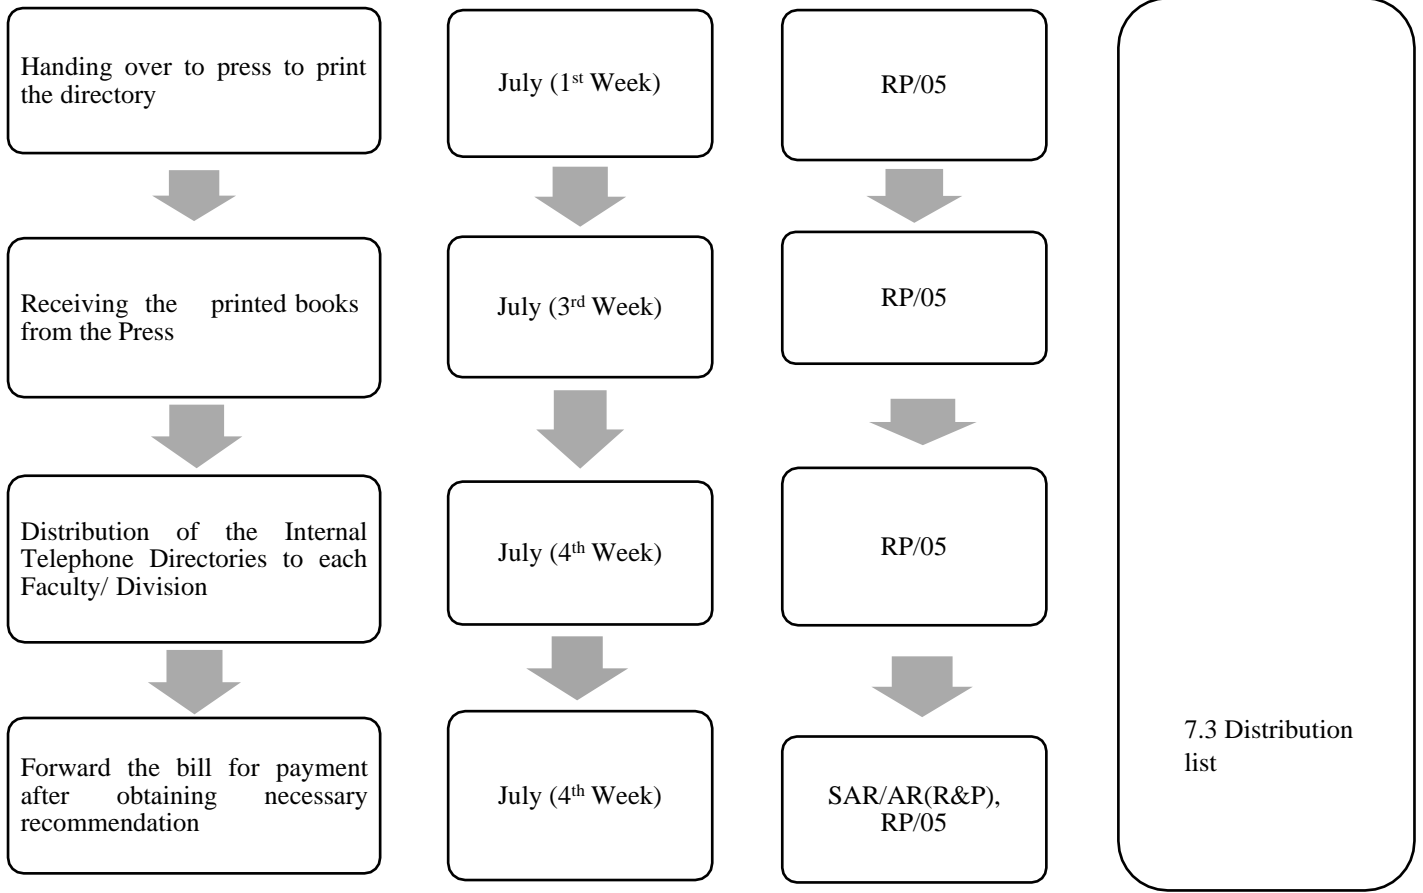 Handing over to press to print
the directory
July (1st Week)
RP/05
Receiving the printed books
from the Press
July (3rd Week)
RP/05
Distribution of the Internal
Telephone Directories to each
Faculty/ Division
July (4th Week)
RP/05
Forward the bill for payment
after obtaining necessary
recommendation
July (4th Week)
SAR/AR(R&P),
RP/05
7.3 Distribution
list